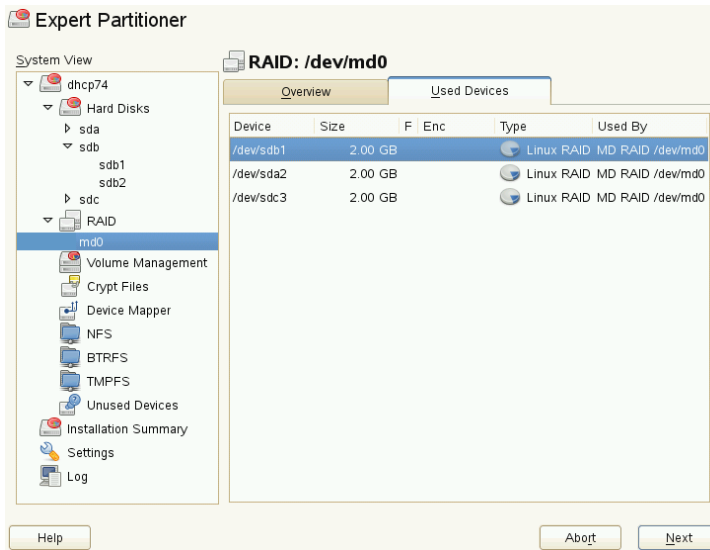 Expert Partitioner
System View
dhcp74
Hard Disks
sda
sdb
sdb1
sdb2
sdc
RAID
md0
Volume Management
Crypt Files
Device Mapper
NFS
BTRFS
TMPFS
Unused Devices
Installation Summary
Settings
Log
RAID: /dev/md0
Overview Used Devices
Device Size F Enc Type Used By
/dev/sdb1 2.00 GB Linux RAID MD RAID /dev/md0
/dev/sda2 2.00 GB Linux RAID MD RAID /dev/md0
/dev/sdc3 2.00 GB Linux RAID MD RAID /dev/md0
Help Abort Next